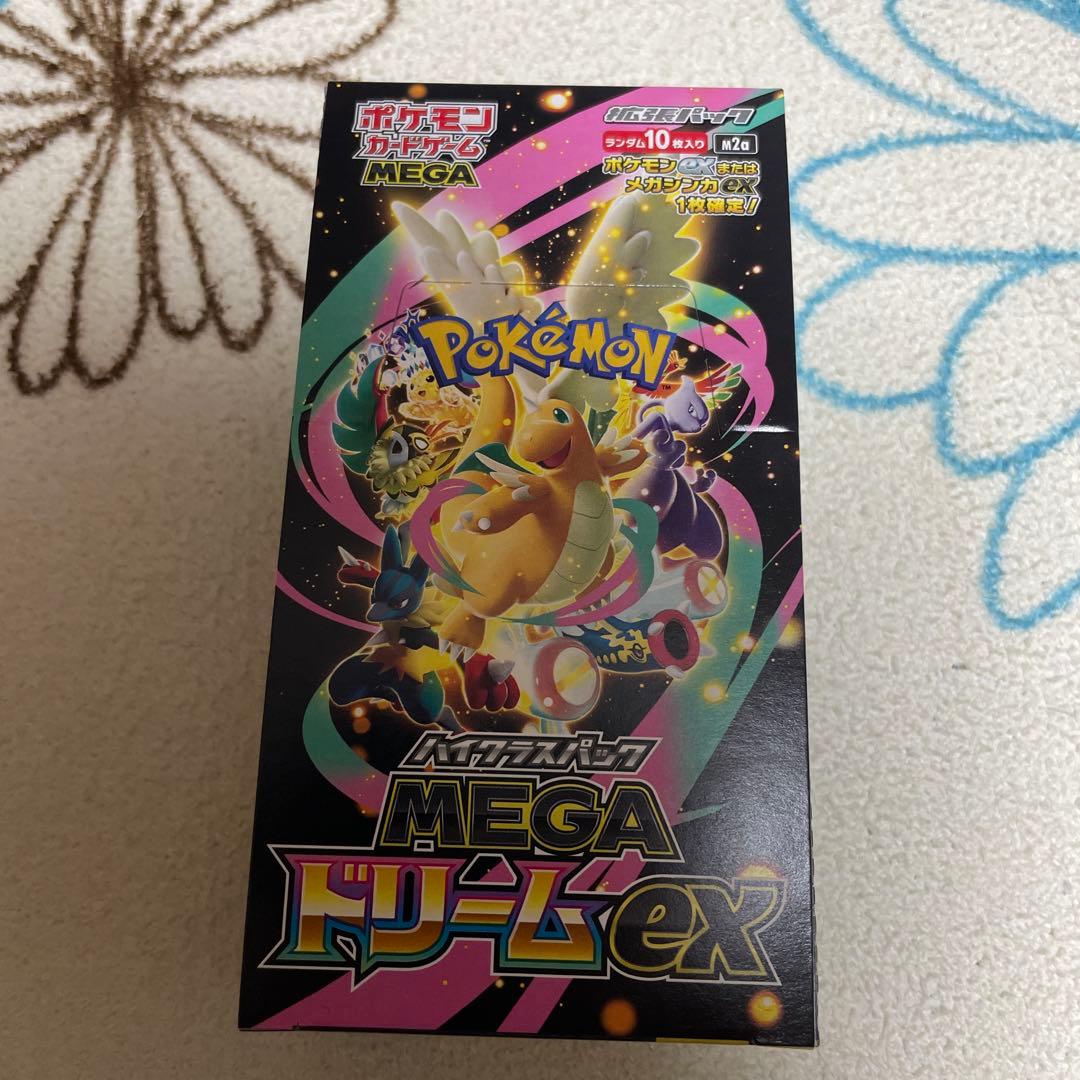 ポケモン
カードゲーム™
MEGA
拡張パック
ランダム10枚入り M2a
ポケモンexまたは
メガシンカex
1枚確定!
POKéMON™
ハイクラスパック
MEGA
ドリームex